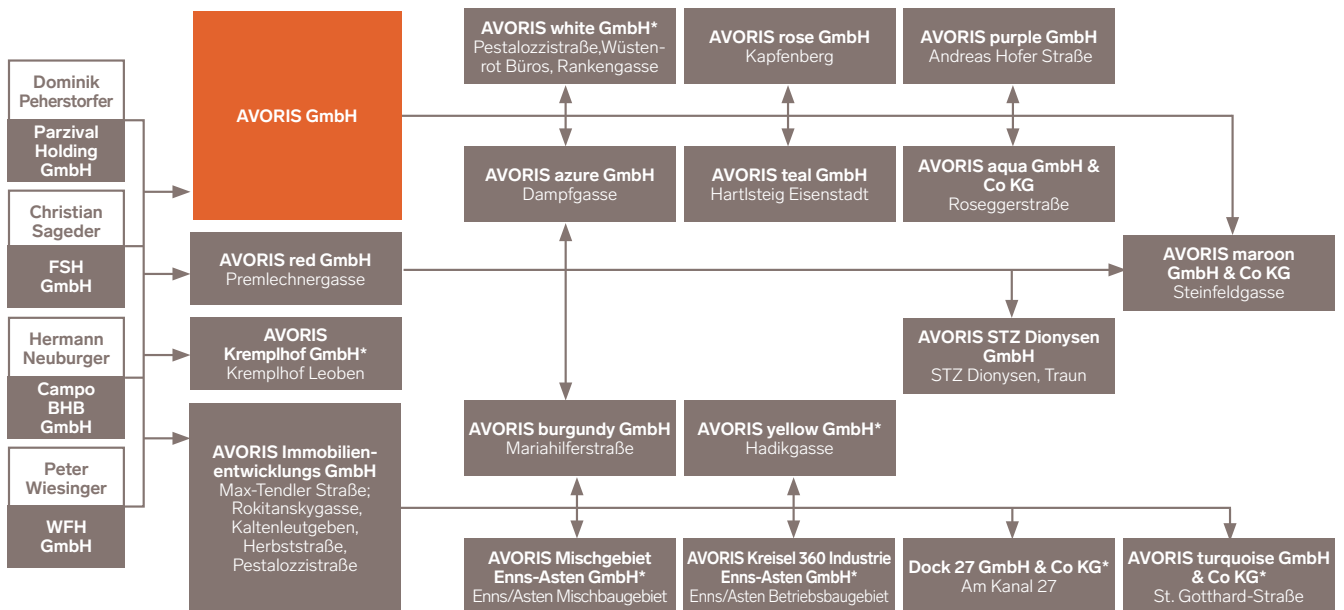 Dominik
Peherstorfer
Parzival
Holding
GmbH
Christian
Sageder
FSH
GmbH
Hermann
Neuburger
Campo
BHB
GmbH
Peter
Wiesinger
WFH
GmbH
AVORIS GmbH
AVORIS red GmbH
Premlechnergasse
AVORIS
Kremplhof GmbH*
Kremplhof Leoben
AVORIS Immobilien-
entwicklungs GmbH
Max-Tendler Straße;
Rokitanskygasse,
Kaltenleutgeben,
Herbststraße,
Pestalozzistraße
AVORIS white GmbH*
Pestalozzistraße,Wüsten-
rot Büros, Rankengasse
AVORIS rose GmbH
Kapfenberg
AVORIS purple GmbH
Andreas Hofer Straße
AVORIS azure GmbH
Dampfgasse
AVORIS teal GmbH
Hartlsteig Eisenstadt
AVORIS aqua GmbH &
Co KG
Roseggerstraße
AVORIS maroon
GmbH & Co KG
Steinfeldgasse
AVORIS STZ Dionysen
GmbH
STZ Dionysen, Traun
AVORIS burgundy GmbH
Mariahilferstraße
AVORIS yellow GmbH*
Hadikgasse
AVORIS Mischgebiet
Enns-Asten GmbH*
Enns/Asten Mischbaugebiet
AVORIS Kreisel 360 Industrie
Enns-Asten GmbH*
Enns/Asten Betriebsbaugebiet
Dock 27 GmbH & Co KG*
Am Kanal 27
AVORIS turquoise GmbH
& Co KG*
St. Gotthard-Straße